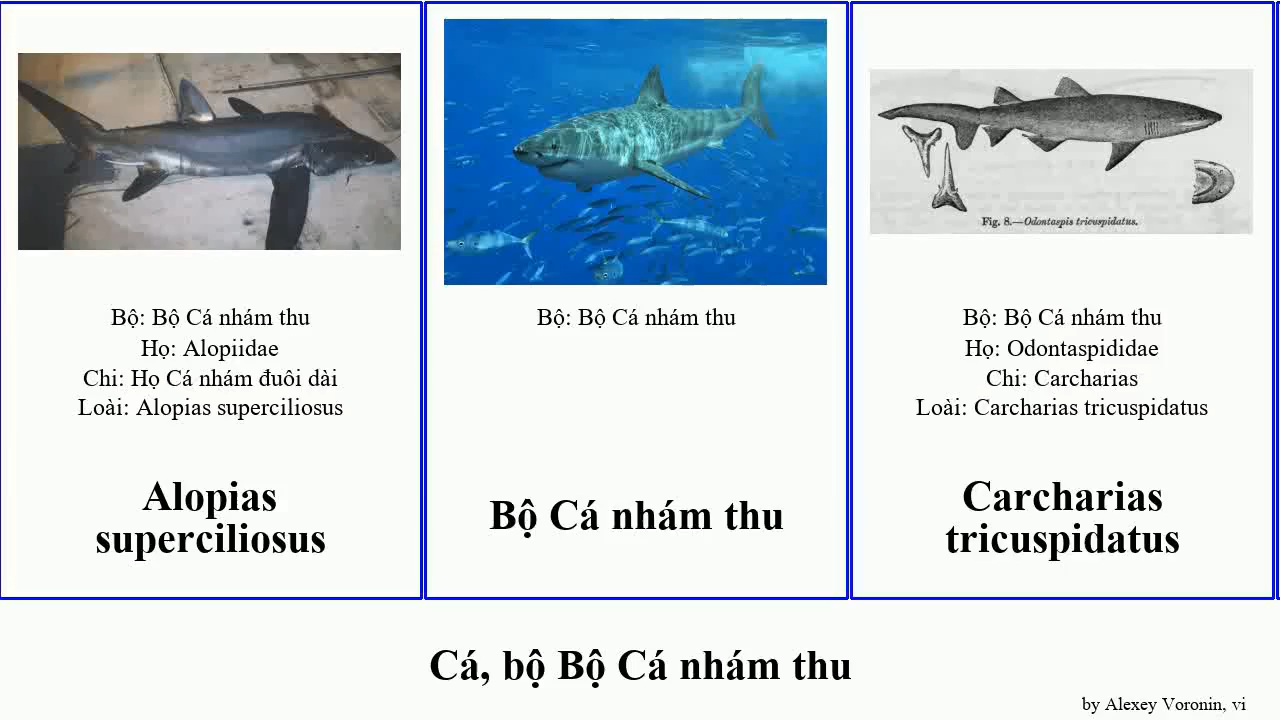 Bộ: Bộ Cá nhám thu
Họ: Alopiidae
Chi: Họ Cá nhám đuôi dài
Loài: Alopias superciliosus
Alopias
superciliosus
Bộ: Bộ Cá nhám thu
Bộ Cá nhám thu
Fig. 8.—Odontaspis tricuspidatus.
Bộ: Bộ Cá nhám thu
Họ: Odontaspididae
Chi: Carcharias
Loài: Carcharias tricuspidatus
Carcharias
tricuspidatus
Cá, bộ Bộ Cá nhám thu
by Alexey Voronin, vi